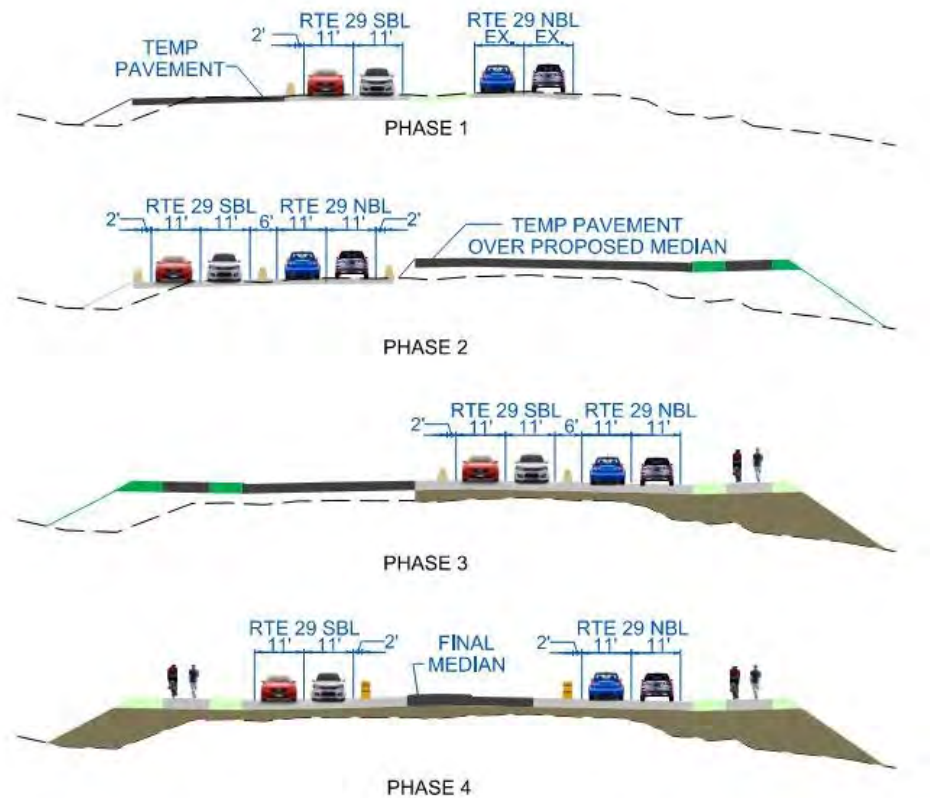 RTE 29 SBL RTE 29 NBL
2' 11' 11' EX. EX.
TEMP
PAVEMENT
PHASE 1
RTE 29 SBL RTE 29 NBL
2' 11' 11' 6' 11' 11' 2'
TEMP PAVEMENT
OVER PROPOSED MEDIAN
PHASE 2
RTE 29 SBL RTE 29 NBL
2' 11' 11' 6' 11' 11'
PHASE 3
RTE 29 SBL RTE 29 NBL
11' 11' 2' 2' 11' 11'
FINAL
MEDIAN
PHASE 4